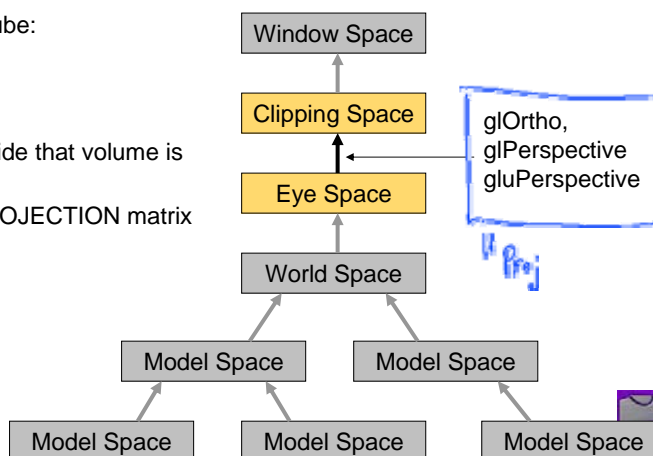 ube:
ide that volume is
OJECTION matrix
Window Space
Clipping Space
Eye Space
World Space
Model Space
Model Space
Model Space
Model Space
Model Space
glOrtho,
glPerspective
gluPerspective
Proj